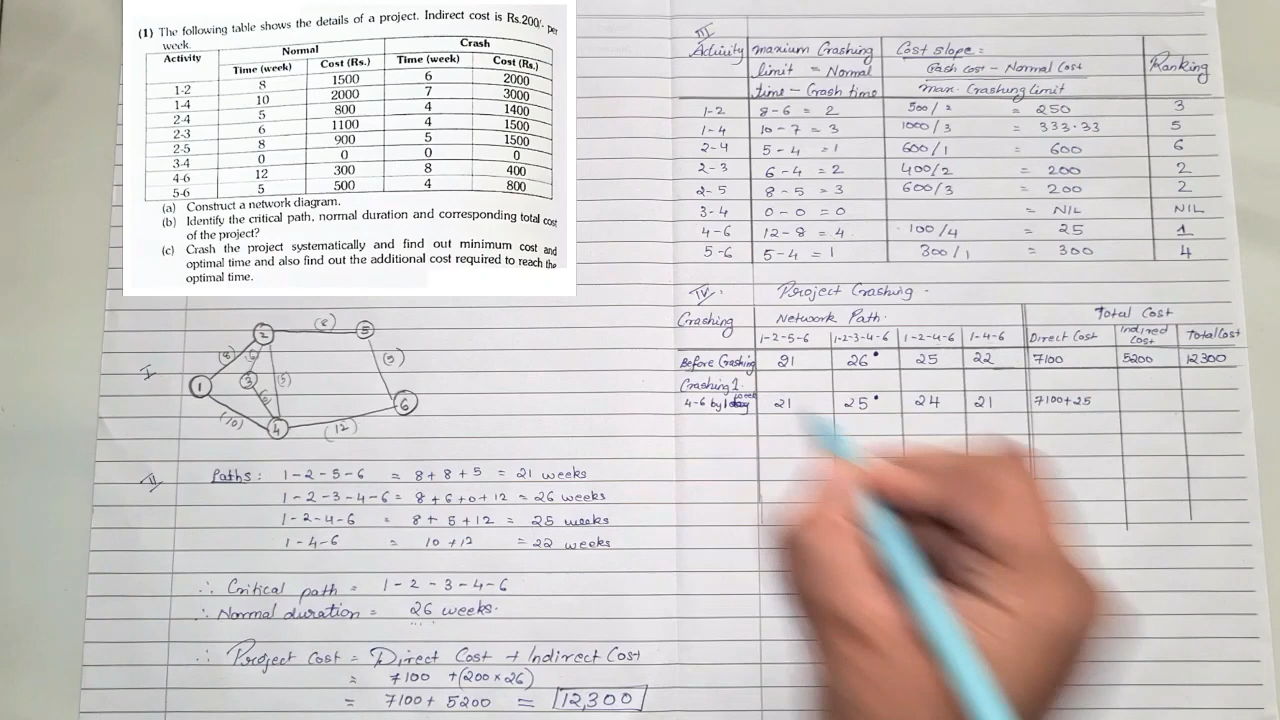 (1) The following table shows the details of a project. Indirect cost is Rs.200/- per
week.
Activity Normal Crash
Time (week) Cost (Rs.) Time (week) Cost (Rs.)
1-2 8 1500 6 2000
1-4 10 2000 7 3000
2-4 5 800 4 1400
2-3 6 1100 4 1500
2-5 8 900 5 1500
3-4 0 0 0 0
4-6 12 300 8 400
5-6 5 500 4 800
(a) Construct a network diagram.
(b) Identify the critical path, normal duration and corresponding total cost
of the project?
(c) Crash the project systematically and find out minimum cost and
optimal time and also find out the additional cost required to reach the
optimal time.
I
1
2
3
4
5
6
(8)
(8)
(6)
(5)
(0)
(5)
(10)
(12)
II Paths: 1-2-5-6 = 8+8+5 = 21 weeks
1-2-3-4-6 = 8+6+0+12 = 26 weeks
1-2-4-6 = 8+5+12 = 25 weeks
1-4-6 = 10+12 = 22 weeks
∴ Critical path = 1-2-3-4-6
∴ Normal duration = 26 weeks.
∴ Project Cost = Direct Cost + Indirect Cost
= 7100 + (200×26)
= 7100 + 5200 = 12,300
III
Activity maxium Crashing limit = Normal time - Crash time Cost slope = Cash cost - Normal Cost / max. Crashing limit Ranking
1-2 8-6 = 2 500/2 = 250 3
1-4 10-7 = 3 1000/3 = 333.33 5
2-4 5-4 = 1 600/1 = 600 6
2-3 6-4 = 2 400/2 = 200 2
2-5 8-5 = 3 600/3 = 200 2
3-4 0-0 = 0 = NIL NIL
4-6 12-8 = 4 100/4 = 25 1
5-6 5-4 = 1 300/1 = 300 4
IV. Project Crashing.
Crashing Network Path. Total Cost
1-2-5-6 1-2-3-4-6 1-2-4-6 1-4-6 Direct Cost Indirect Cost Total Cost
Before Crashing 21 26• 25 22 7100 5200 12300
Crashing 1.
4-6 by 1 week 21 25• 24 21 7100+25